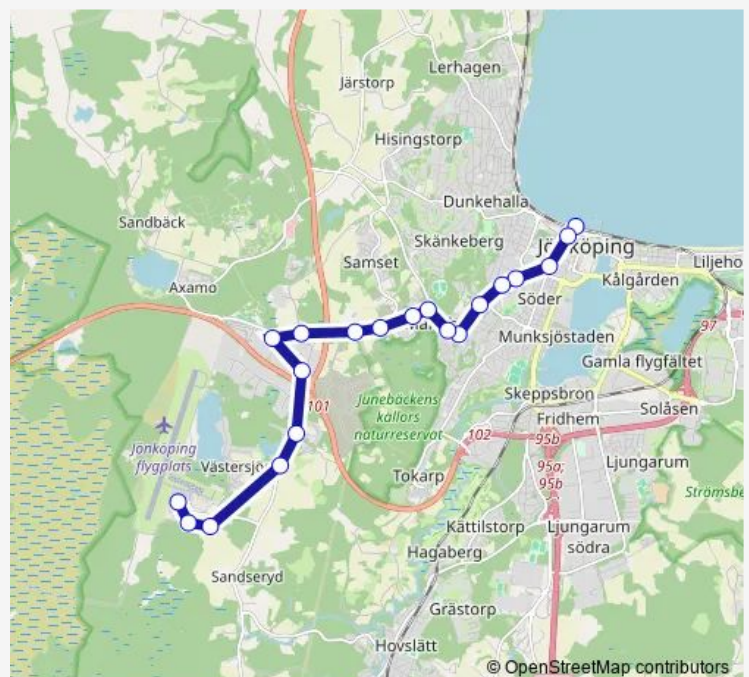 Lerhagen
Järstorp
Hisingstorp
Dunkehalla
Sandbäck
Skänkeberg
Samset
Liljeho
Axamo
Kålgården
Söder
97
Munksjöstaden
Gamla flygfältet
Skeppsbron
Solåsen
101
Junebäckens
källors
naturreservat
Fridhem
102
95b
Jönköping
flygplats
95a;
95b
Ljungarum
Tokarp
Strömsbe
Kättilstorp
Ljungarum
södra
Hagaberg
Sandseryd
Grästorp
Hovslätt
© OpenStreetMap contributors